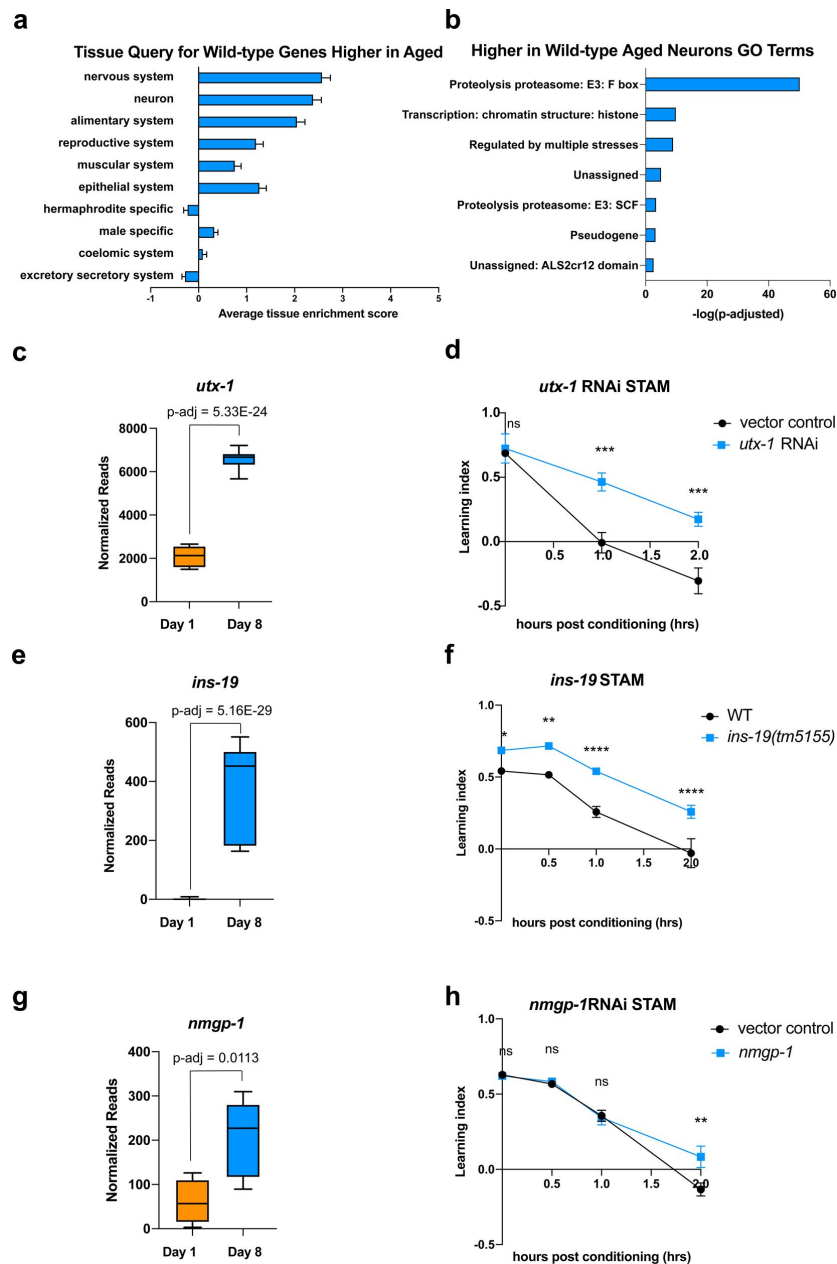 a
Tissue Query for Wild-type Genes Higher in Aged
nervous system
neuron
alimentary system
reproductive system
muscular system
epithelial system
hermaphrodite specific
male specific
coelomic system
excretory secretory system
-1 0 1 2 3 4 5
Average tissue enrichment score
b
Higher in Wild-type Aged Neurons GO Terms
Proteolysis proteasome: E3: F box
Transcription: chromatin structure: histone
Regulated by multiple stresses
Unassigned
Proteolysis proteasome: E3: SCF
Pseudogene
Unassigned: ALS2cr12 domain
0 20 40 60
-log(p-adjusted)
c
utx-1
p-adj = 5.33E-24
8000
6000
4000
2000
0
Normalized Reads
Day 1 Day 8
d
utx-1 RNAi STAM
vector control
utx-1 RNAi
1.0
0.5
0.0
-0.5
Learning index
ns
***
***
0.5 1.0 1.5 2.0
hours post conditioning (hrs)
e
ins-19
p-adj = 5.16E-29
600
400
200
0
Normalized Reads
Day 1 Day 8
f
ins-19 STAM
WT
ins-19(tm5155)
1.0
0.5
0.0
-0.5
Learning index
*
**
****
****
0.5 1.0 1.5 2.0
hours post conditioning (hrs)
g
nmgp-1
p-adj = 0.0113
400
300
200
100
0
Normalized Reads
Day 1 Day 8
h
nmgp-1RNAi STAM
vector control
nmgp-1
1.0
0.5
0.0
-0.5
Learning index
ns
ns
ns
**
0.5 1.0 1.5 2.0
hours post conditioning (hrs)